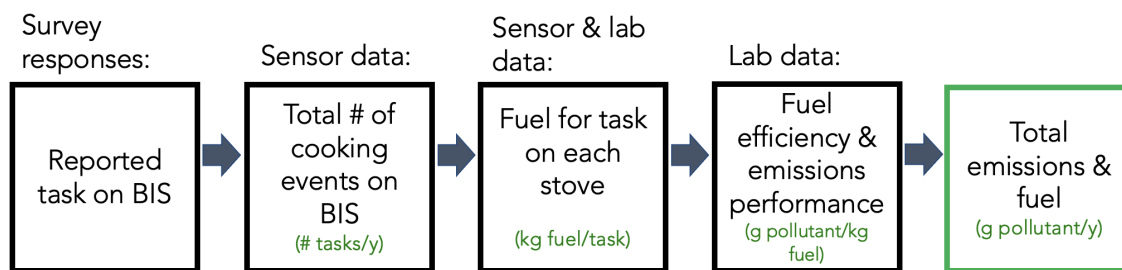 Survey
responses:
Reported
task on BIS
Sensor data:
Total # of
cooking
events on
BIS
(# tasks/y)
Sensor & lab
data:
Fuel for task
on each
stove
(kg fuel/task)
Lab data:
Fuel
efficiency &
emissions
performance
(g pollutant/kg
fuel)
Total
emissions &
fuel
(g pollutant/y)